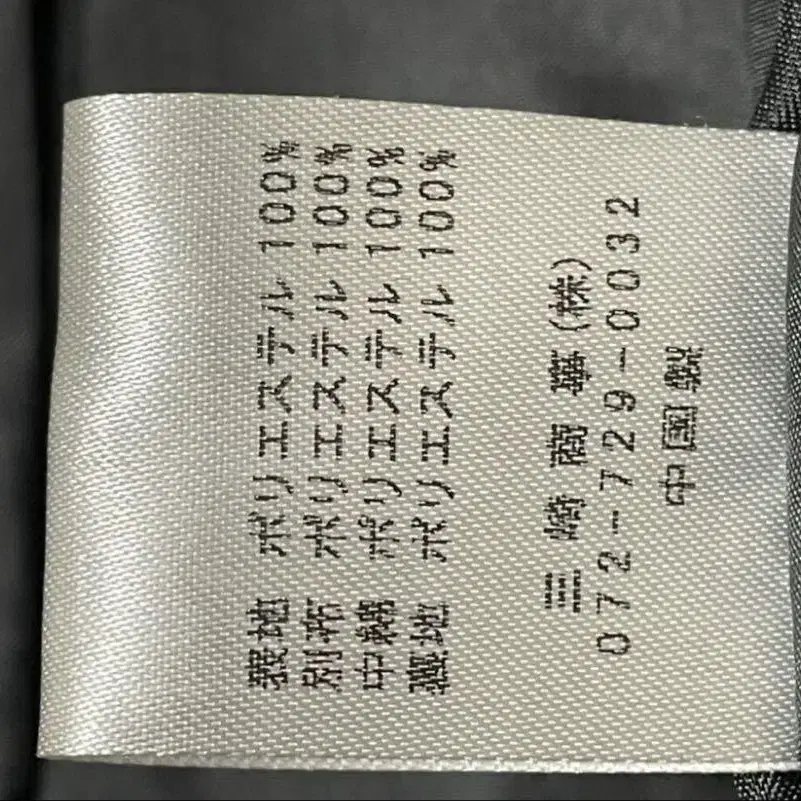 表地 ポリエステル 100%
別布 ポリエステル 100%
中綿 ポリエステル 100%
裏地 ポリエステル 100%
三崎商事(株)
072-729-0032
中国製